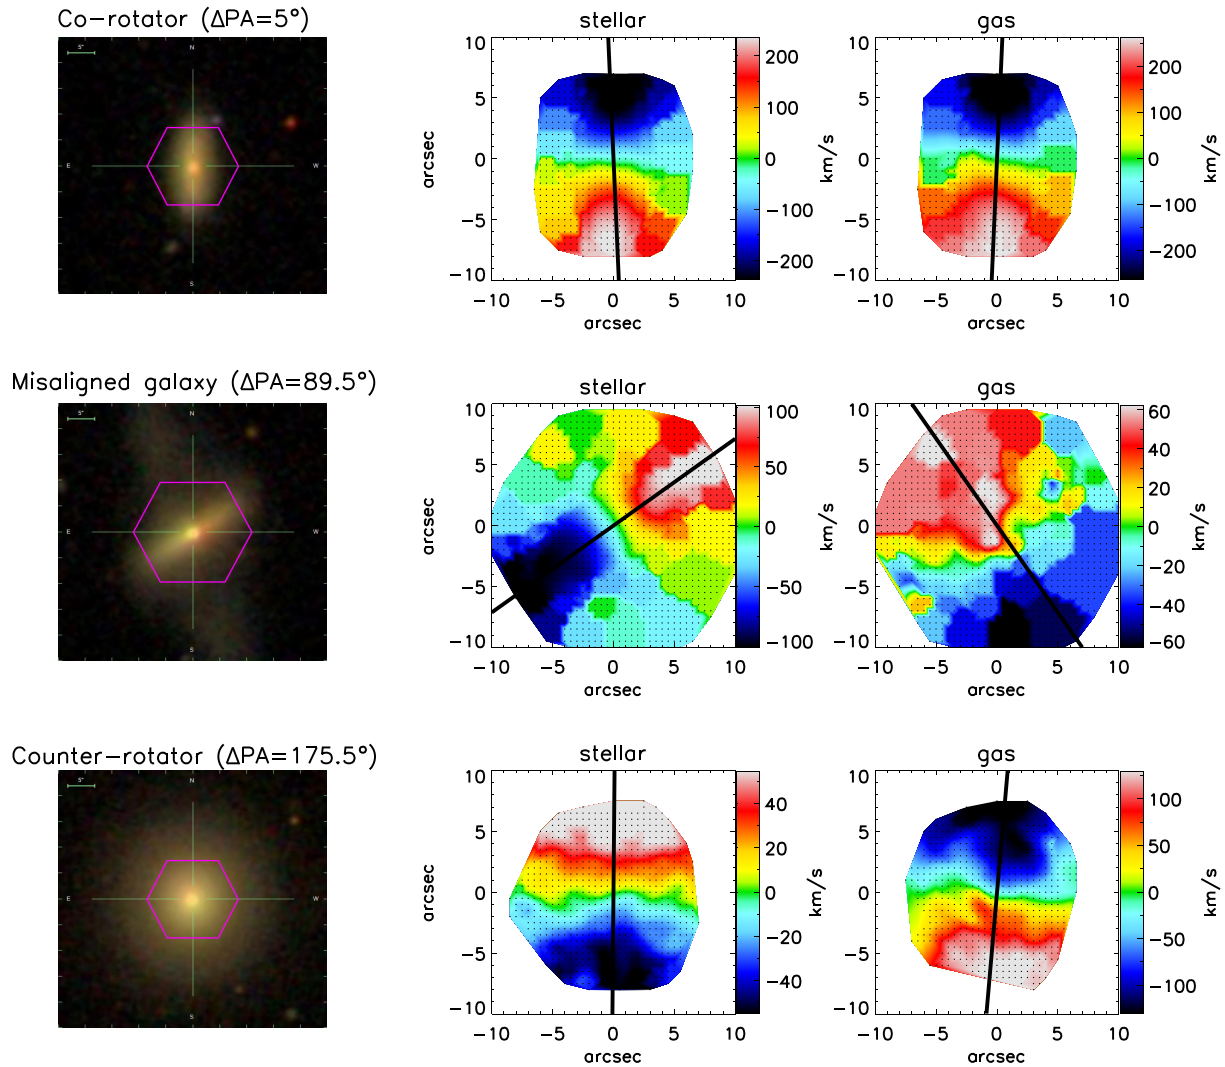 Co-rotator (ΔPA=5°)
stellar
gas
5"
N
E
W
S
10
5
0
−5
−10
arcsec
−10 −5 0 5 10
arcsec
200
100
0
−100
−200
km/s
10
5
0
−5
−10
−10 −5 0 5 10
arcsec
200
100
0
−100
−200
km/s
Misaligned galaxy (ΔPA=89.5°)
stellar
gas
5"
N
E
W
S
10
5
0
−5
−10
arcsec
−10 −5 0 5 10
arcsec
100
50
0
−50
−100
km/s
10
5
0
−5
−10
−10 −5 0 5 10
arcsec
60
40
20
0
−20
−40
−60
km/s
Counter-rotator (ΔPA=175.5°)
stellar
gas
5"
N
E
W
S
10
5
0
−5
−10
arcsec
−10 −5 0 5 10
arcsec
40
20
0
−20
−40
km/s
10
5
0
−5
−10
−10 −5 0 5 10
arcsec
100
50
0
−50
−100
km/s